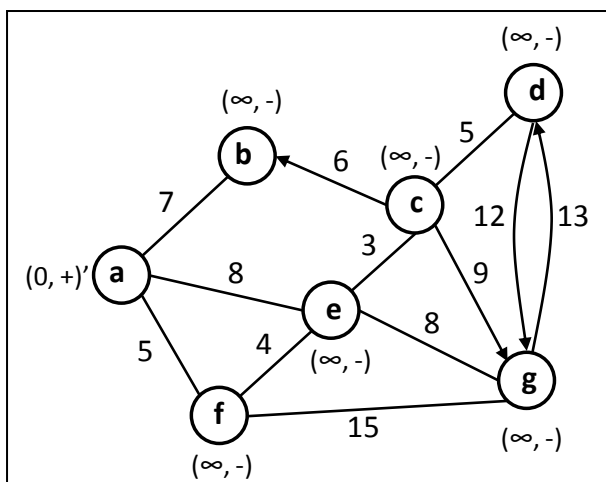 (∞, -)
d
(∞, -)
b
6
(∞, -)
c
5
7
12
13
(0, +)’
a
8
3
9
e
8
5
4
(∞, -)
g
f
15
(∞, -)
(∞, -)